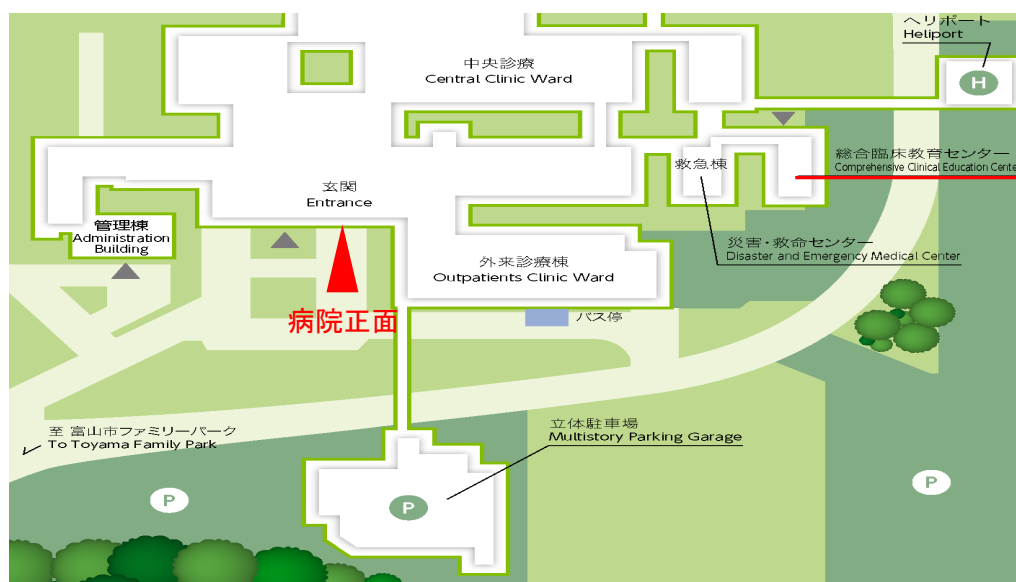 ヘリポート
Heliport
H
中央診療
Central Clinic Ward
救急棟
総合臨床教育センター
Comprehensive Clinical Education Cente
玄関
Entrance
管理棟
Administration
Building
災害・救命センター
Disaster and Emergency Medical Center
外来診療棟
Outpatients Clinic Ward
病院正面
バス停
至 富山市ファミリーパーク
To Toyama Family Park
立体駐車場
Multistory Parking Garage
P
P
P